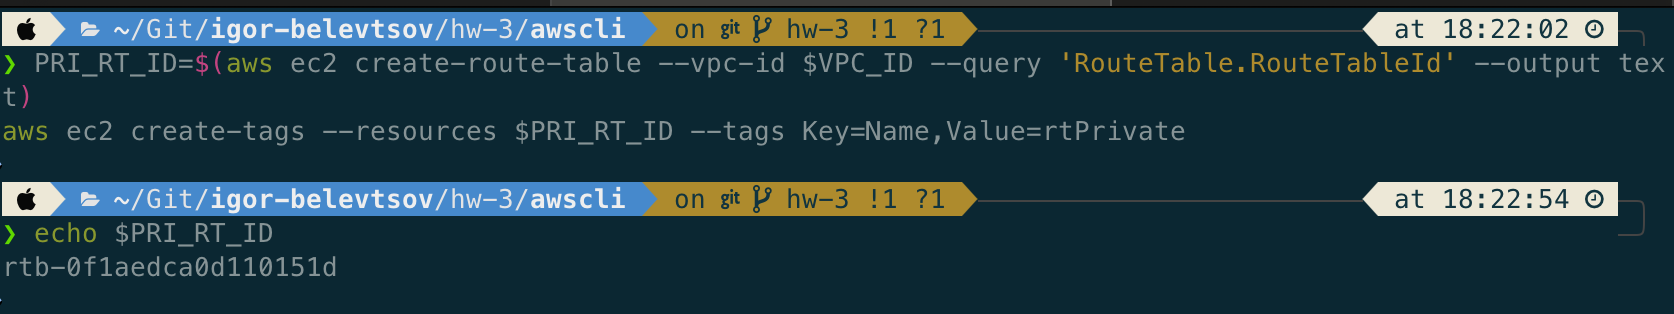 ~/Git/igor-belevtsov/hw-3/awscli on git hw-3 !1 ?1 at 18:22:02
❯ PRI_RT_ID=$(aws ec2 create-route-table --vpc-id $VPC_ID --query 'RouteTable.RouteTableId' --output tex
t)
aws ec2 create-tags --resources $PRI_RT_ID --tags Key=Name,Value=rtPrivate
~/Git/igor-belevtsov/hw-3/awscli on git hw-3 !1 ?1 at 18:22:54
❯ echo $PRI_RT_ID
rtb-0f1aedca0d110151d